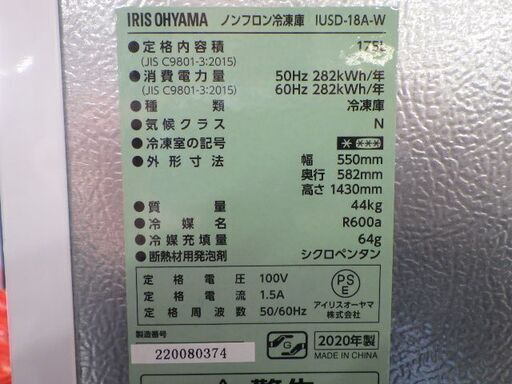 IRIS OHYAMA ノンフロン冷凍庫 IUSD-18A-W
●定格内容積 175L
(JIS C9801-3:2015)
●消費電力量 50Hz 282kWh/年
(JIS C9801-3:2015) 60Hz 282kWh/年
●種類 冷凍庫
●気候クラス N
●冷凍室の記号
●外形寸法 幅 550mm
奥行 582mm
高さ 1430mm
●質量 44kg
●冷媒名 R600a
●冷媒充填量 64g
●断熱材用発泡剤 シクロペンタン
定格電圧 100V
定格電流 1.5A
定格周波数 50/60Hz
PSE
アイリスオーヤマ
株式会社
製造番号
220080374
G
2020年製
MADE IN CHINA